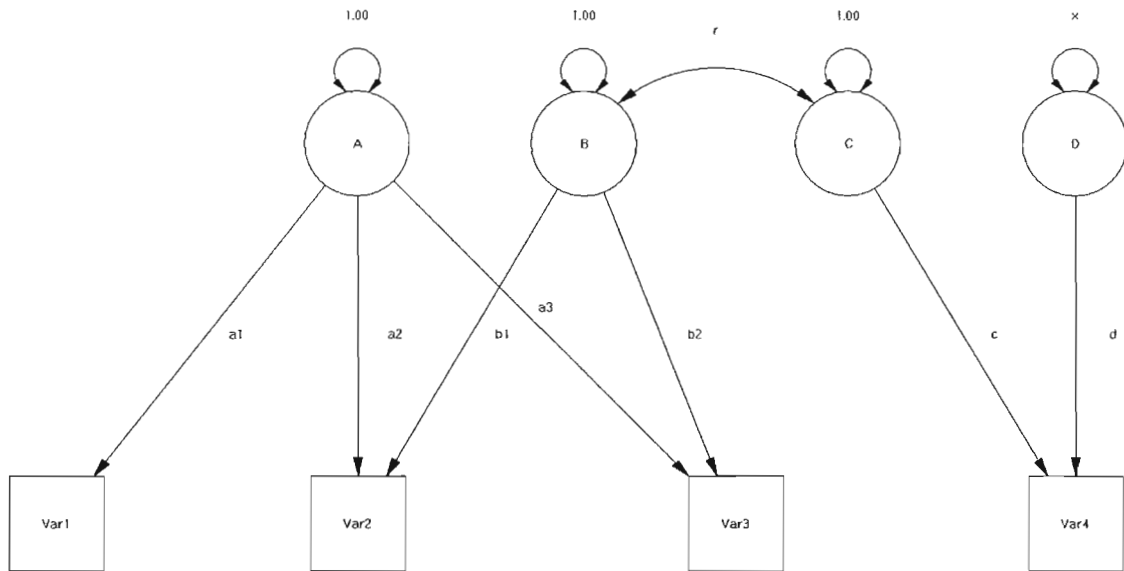 1.00 1.00 r 1.00 x
A B C D
a1 a2 b1 a3 b2 c d
Var1 Var2 Var3 Var4